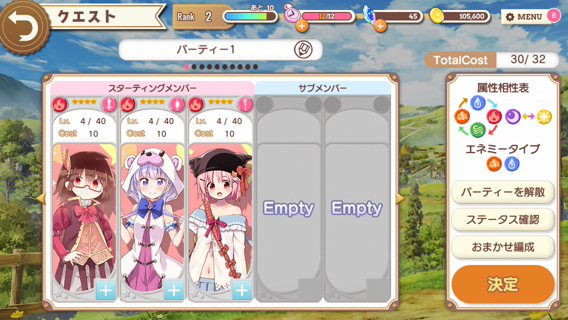 クエスト
Rank 2
あと 10
12/12
45
105,600
MENU 8
パーティー1
TotalCost 30/ 32
スターティングメンバー
サブメンバー
Lv. 4 / 40
Cost 10
Lv. 4 / 40
Cost 10
Lv. 4 / 40
Cost 10
Empty
Empty
属性相性表
エネミータイプ
パーティーを解散
ステータス確認
おまかせ編成
決定